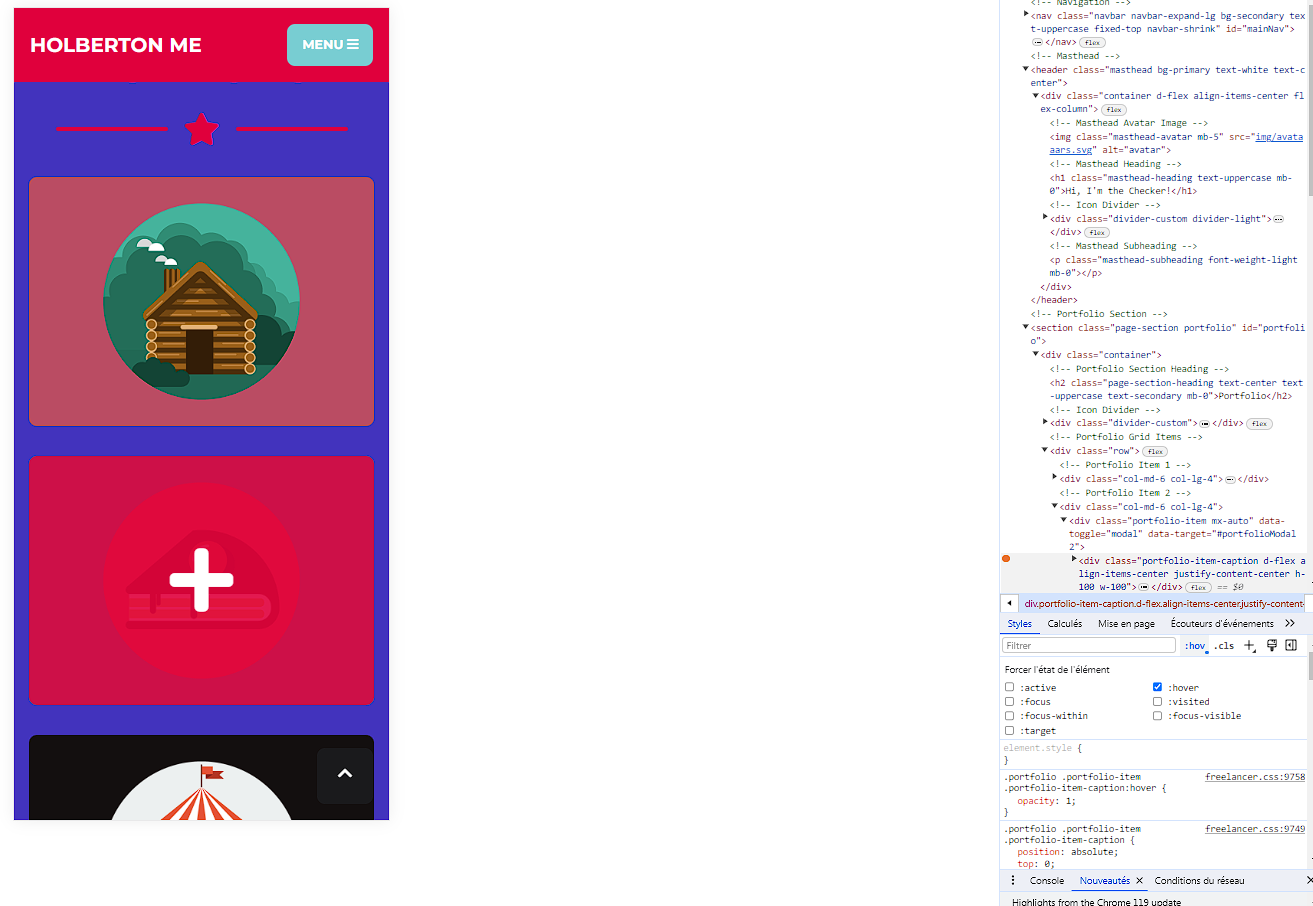 HOLBERTON ME
MENU
<!-- Navigation -->
<nav class="navbar navbar-expand-lg bg-secondary tex
t-uppercase fixed-top navbar-shrink" id="mainNav">
</nav> flex
<!-- Masthead -->
<header class="masthead bg-primary text-white text-c
enter">
<div class="container d-flex align-items-center fl
ex-column"> flex
<!-- Masthead Avatar Image -->
<img class="masthead-avatar mb-5" src="img/avata
aars.svg" alt="avatar">
<!-- Masthead Heading -->
<h1 class="masthead-heading text-uppercase mb-
0">Hi, I'm the Checker!</h1>
<!-- Icon Divider -->
<div class="divider-custom divider-light">
</div> flex
<!-- Masthead Subheading -->
<p class="masthead-subheading font-weight-light
mb-0"></p>
</div>
</header>
<!-- Portfolio Section -->
<section class="page-section portfolio" id="portfoli
o">
<div class="container">
<!-- Portfolio Section Heading -->
<h2 class="page-section-heading text-center text
-uppercase text-secondary mb-0">Portfolio</h2>
<!-- Icon Divider -->
<div class="divider-custom"> </div> flex
<!-- Portfolio Grid Items -->
<div class="row"> flex
<!-- Portfolio Item 1 -->
<div class="col-md-6 col-lg-4"> </div>
<!-- Portfolio Item 2 -->
<div class="col-md-6 col-lg-4">
<div class="portfolio-item mx-auto" data-
toggle="modal" data-target="#portfolioModal
2">
<div class="portfolio-item-caption d-flex a
lign-items-center justify-content-center h-
100 w-100"> </div> flex == $0
div.portfolio-item-caption.d-flex.align-items-center.justify-content-
Styles Calculés Mise en page Écouteurs d'événements
Filtrer :hov .cls
Forcer l'état de l'élément
:active :hover
:focus :visited
:focus-within :focus-visible
:target
element.style {
}
.portfolio .portfolio-item freelancer.css:9758
.portfolio-item-caption:hover {
opacity: 1;
}
.portfolio .portfolio-item freelancer.css:9749
.portfolio-item-caption {
position: absolute;
top: 0;
Console Nouveautés Conditions du réseau
Highlights from the Chrome 119 update